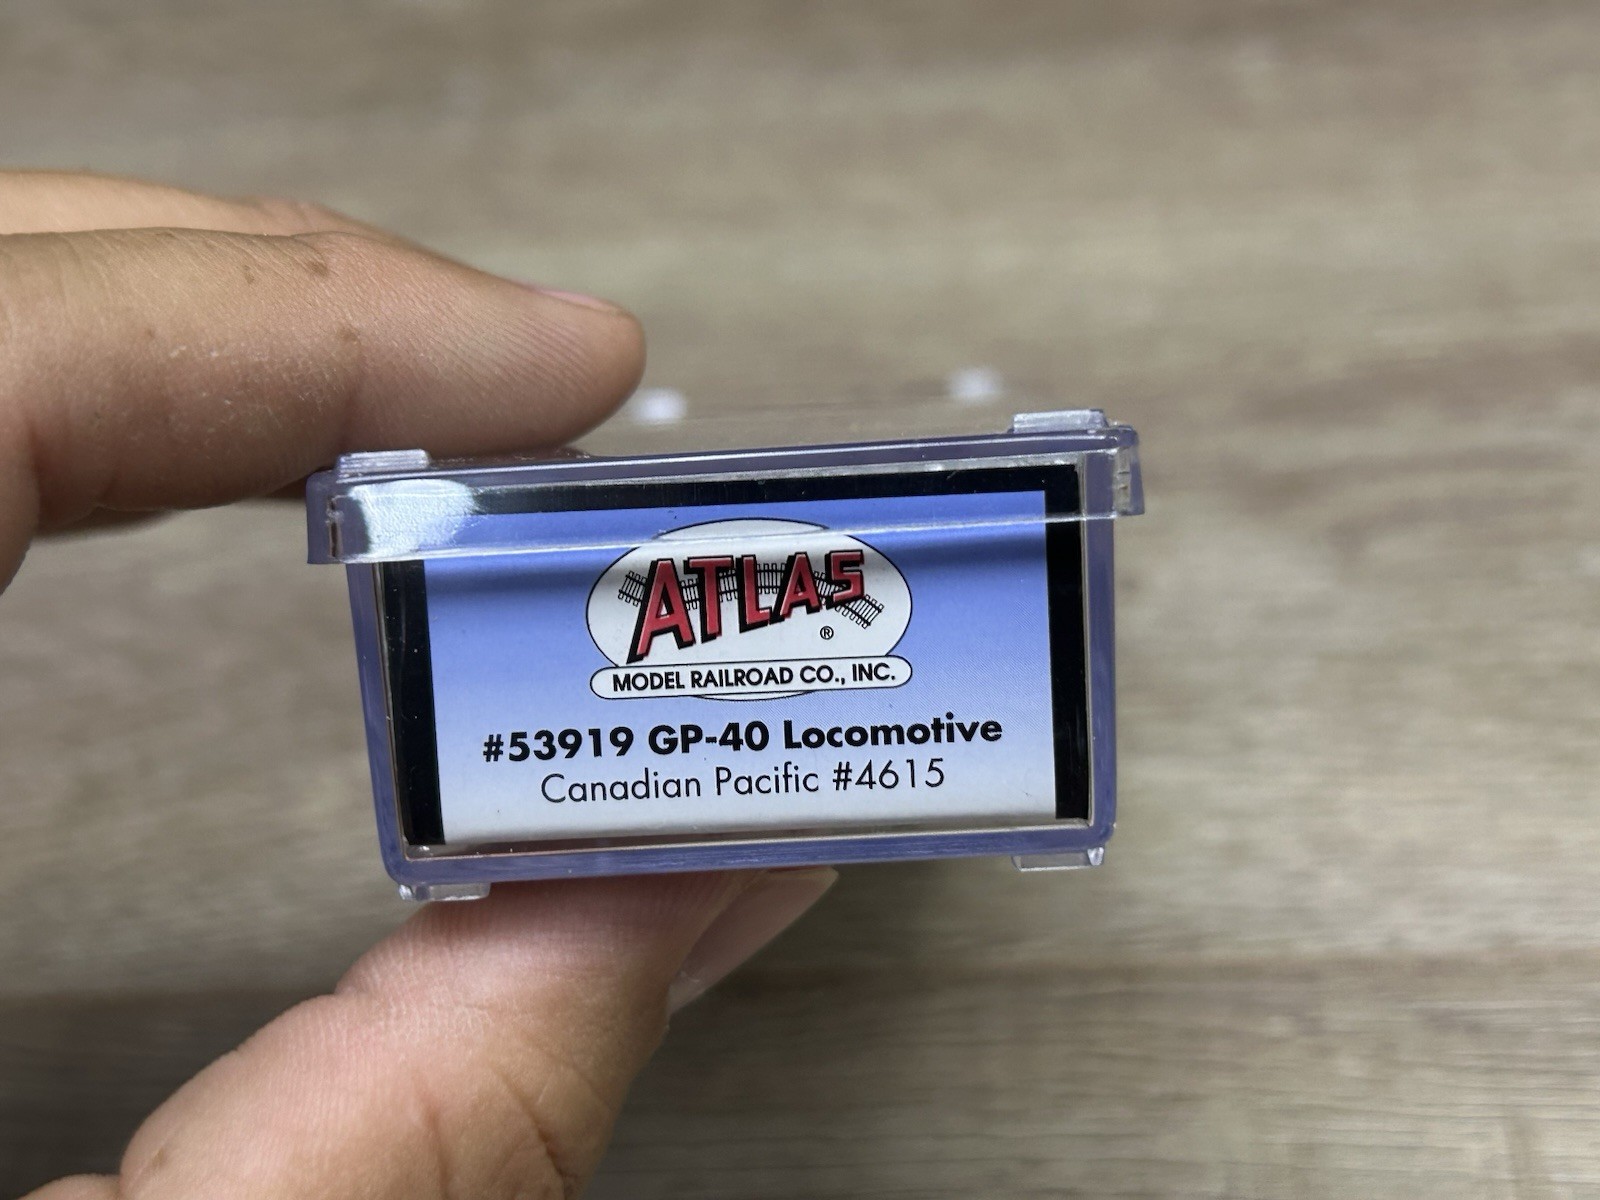 ATLAS
®
MODEL RAILROAD CO., INC.
#53919 GP-40 Locomotive
Canadian Pacific #4615